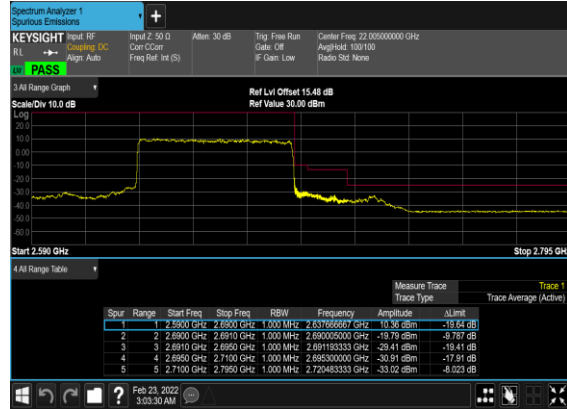 Spectrum Analyzer 1
Spurious Emissions
+
KEYSIGHT Input: RF Input Z: 50 Ω Atten: 30 dB Trig: Free Run Center Freq: 22.005000000 GHz
RL Coupling: DC Corr CCorr Gate: Off Avg|Hold: 100/100
Align: Auto Freq Ref: Int (S) IF Gain: Low Radio Std: None
PASS
3 All Range Graph
Ref Lvl Offset 15.48 dB
Scale/Div 10.0 dB Ref Value 30.00 dBm
Log
20.0
10.0
0.00
-10.0
-20.0
-30.0
-40.0
-50.0
-60.0
Start 2.590 GHz Stop 2.795 GH
4 All Range Table
Measure Trace Trace 1
Trace Type Trace Average (Active)
Spur Range Start Freq Stop Freq RBW Frequency Amplitude ΔLimit
1 1 2.5900 GHz 2.6900 GHz 1.000 MHz 2.637666667 GHz 10.36 dBm -19.64 dB
2 2 2.6900 GHz 2.6910 GHz 1.000 MHz 2.690005000 GHz -19.79 dBm -9.787 dB
3 3 2.6910 GHz 2.6950 GHz 1.000 MHz 2.691193333 GHz -29.41 dBm -19.41 dB
4 4 2.6950 GHz 2.7100 GHz 1.000 MHz 2.695300000 GHz -30.91 dBm -17.91 dB
5 5 2.7100 GHz 2.7950 GHz 1.000 MHz 2.720483333 GHz -33.02 dBm -8.023 dB
? Feb 23, 2022
3:03:30 AM